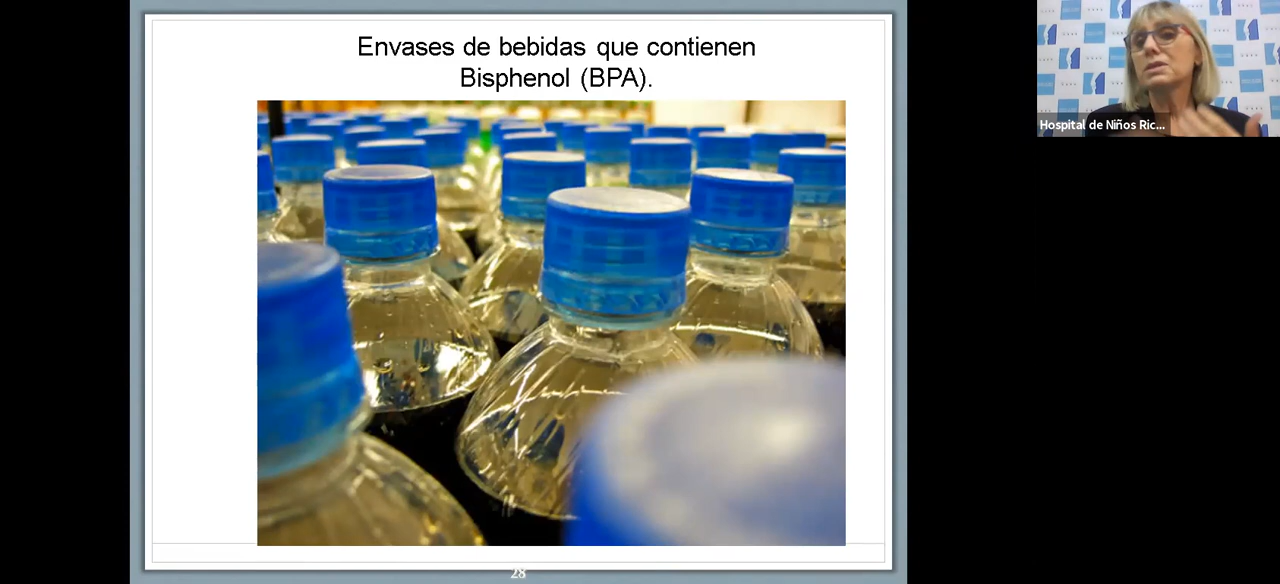 Envases de bebidas que contienen
Bisphenol (BPA).
Hospital de Niños Ric...
28